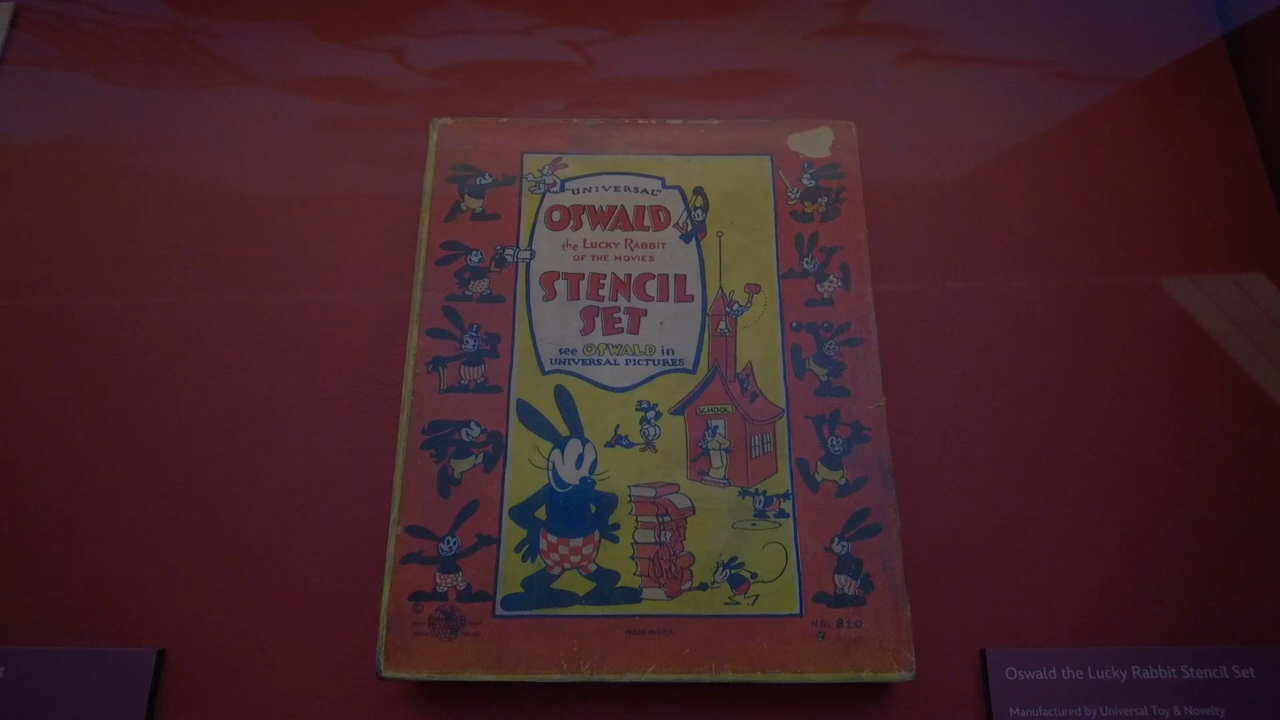 "UNIVERSAL"
OSWALD
the LUCKY RABBIT
OF THE MOVIES
STENCIL
SET
see OSWALD in
UNIVERSAL PICTURES
SCHOOL
MADE IN U.S.A.
NO. 810
Oswald the Lucky Rabbit Stencil Set
Manufactured by Universal Toy & Novelty